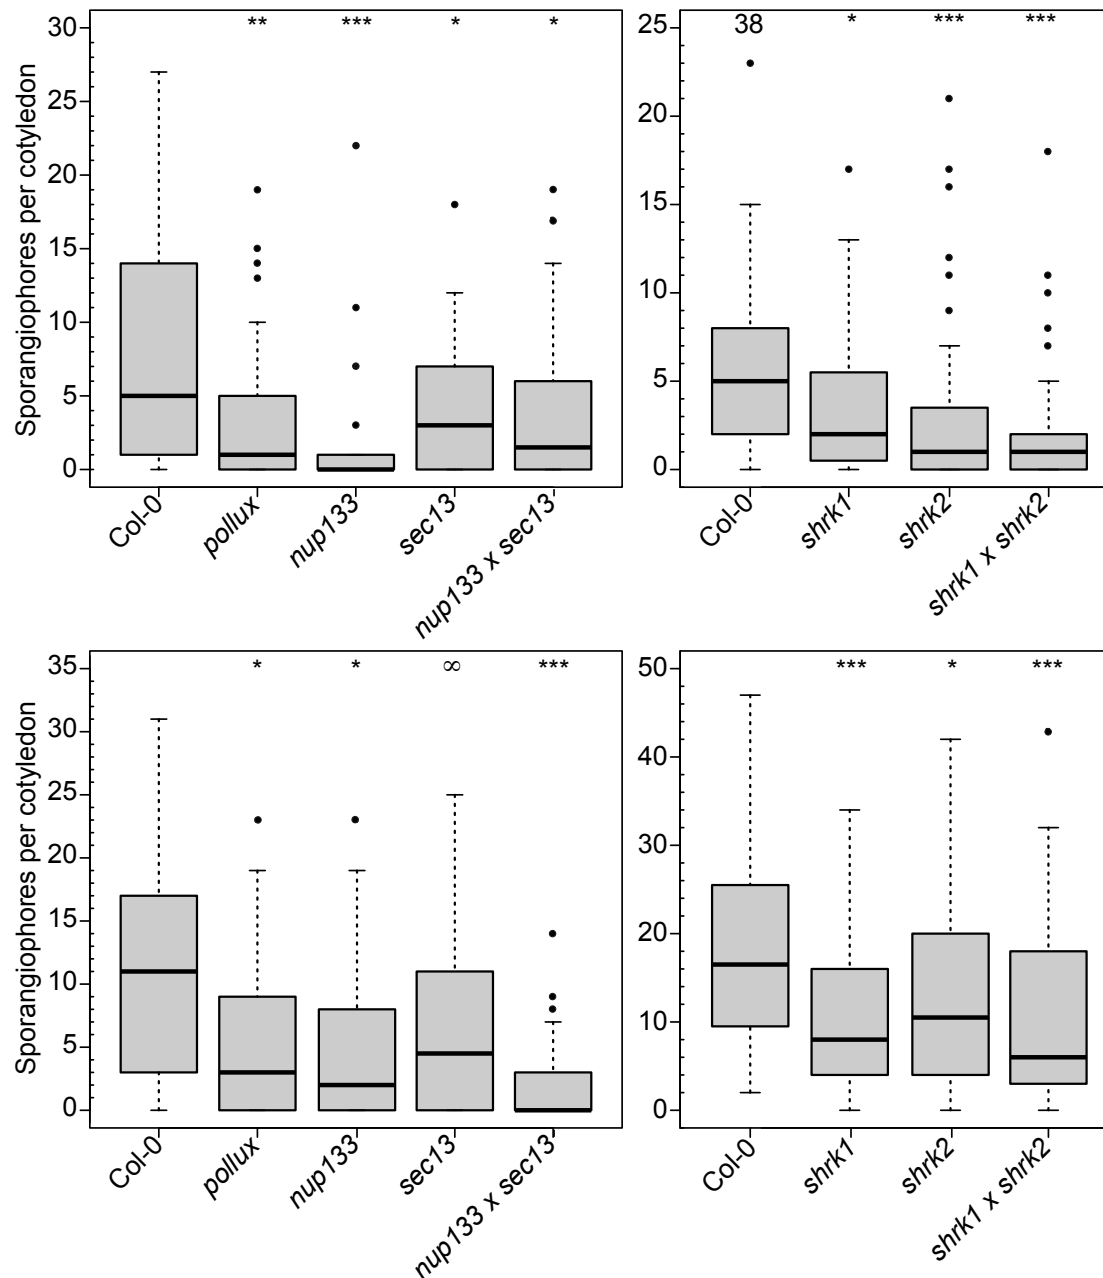 Sporangiophores per cotyledon
30
25
20
15
10
5
0
** *** * *
Col-0
pollux
nup133
sec13
nup133 x sec13
25
20
15
10
5
0
38 * *** ***
Col-0
shrk1
shrk2
shrk1 x shrk2
Sporangiophores per cotyledon
35
30
25
20
15
10
5
0
* * ∞ ***
Col-0
pollux
nup133
sec13
nup133 x sec13
50
40
30
20
10
0
*** * ***
Col-0
shrk1
shrk2
shrk1 x shrk2